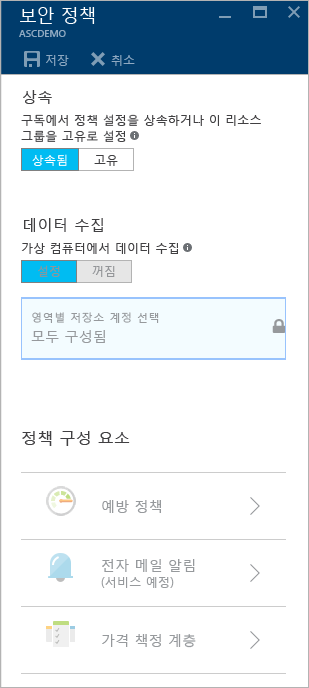 보안 정책
ASCDEMO
저장 취소
상속
구독에서 정책 설정을 상속하거나 이 리소스
그룹을 고유로 설정
상속됨 고유
데이터 수집
가상 컴퓨터에서 데이터 수집
설정 꺼짐
영역별 저장소 계정 선택
모두 구성됨
정책 구성 요소
예방 정책
전자 메일 알림
(서비스 예정)
가격 책정 계층